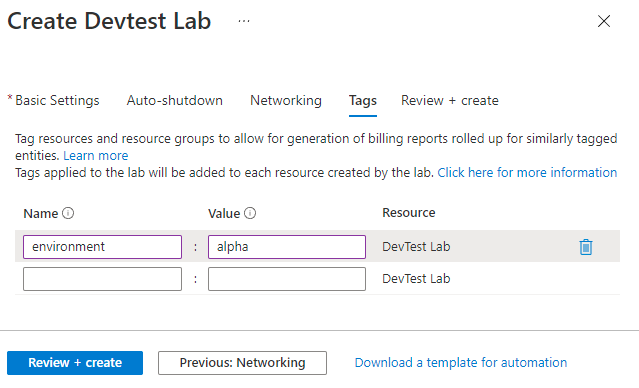 Create Devtest Lab ...
* Basic Settings Auto-shutdown Networking Tags Review + create
Tag resources and resource groups to allow for generation of billing reports rolled up for similarly tagged
entities. Learn more
Tags applied to the lab will be added to each resource created by the lab. Click here for more information
Name Value Resource
environment : alpha DevTest Lab
: DevTest Lab
Review + create Previous: Networking Download a template for automation